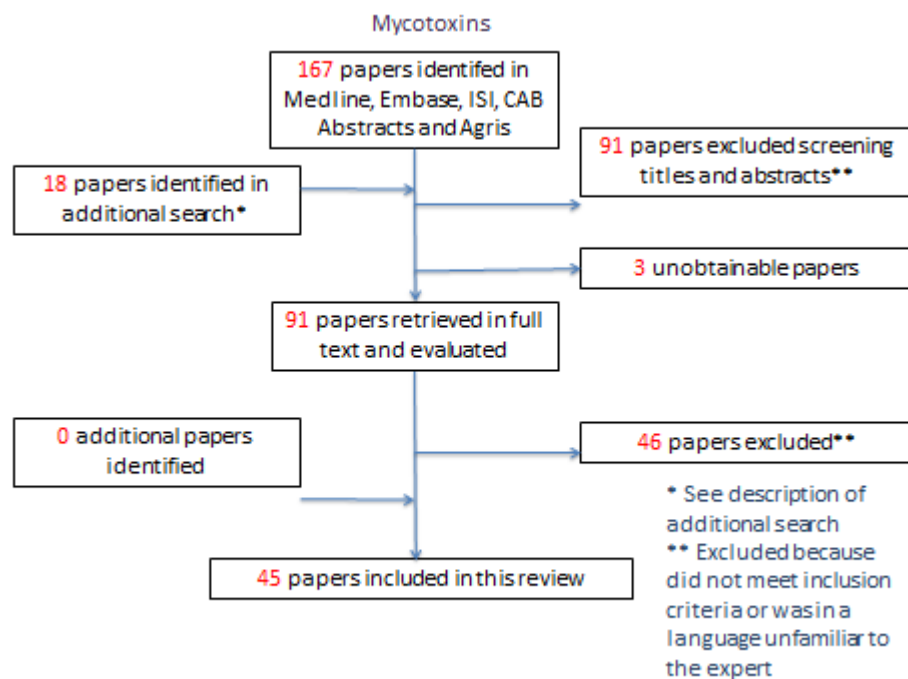 Mycotoxins
167 papers identifed in
Medline, Embase, ISI, CAB
Abstracts and Agris
91 papers excluded screening
titles and abstracts**
18 papers identified in
additional search*
3 unobtainable papers
91 papers retrieved in full
text and evaluated
0 additional papers
identified
46 papers excluded**
* See description of
additional search
** Excluded because
did not meet inclusion
criteria or was in a
language unfamiliar to
the expert
45 papers included in this review